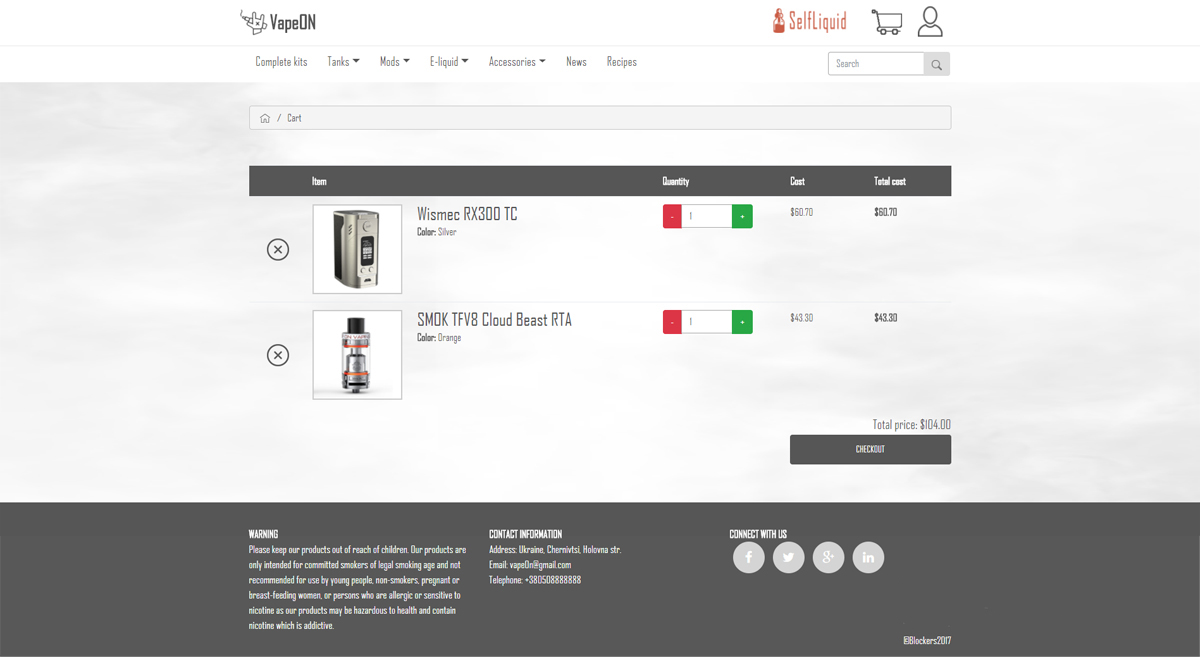 VapeON
SelfLiquid
Complete kits Tanks Mods E-liquid Accessories News Recipes
Search
/ Cart
Item Quantity Cost Total cost
Wismec RX300 TC
Color: Silver
- 1 +
$60.70 $60.70
SMOK TFV8 Cloud Beast RTA
Color: Orange
- 1 +
$43.30 $43.30
Total price: $104.00
CHECKOUT
WARNING
Please keep our products out of reach of children. Our products are
only intended for committed smokers of legal smoking age and not
recommended for use by young people, non-smokers, pregnant or
breast-feeding women, or persons who are allergic or sensitive to
nicotine as our products may be hazardous to health and contain
nicotine which is addictive.
CONTACT INFORMATION
Address: Ukraine, Chernivtsi, Holovna str.
Email: vapeOn@gmail.com
Telephone: +380508888888
CONNECT WITH US
f g+ in
©Blockers2017